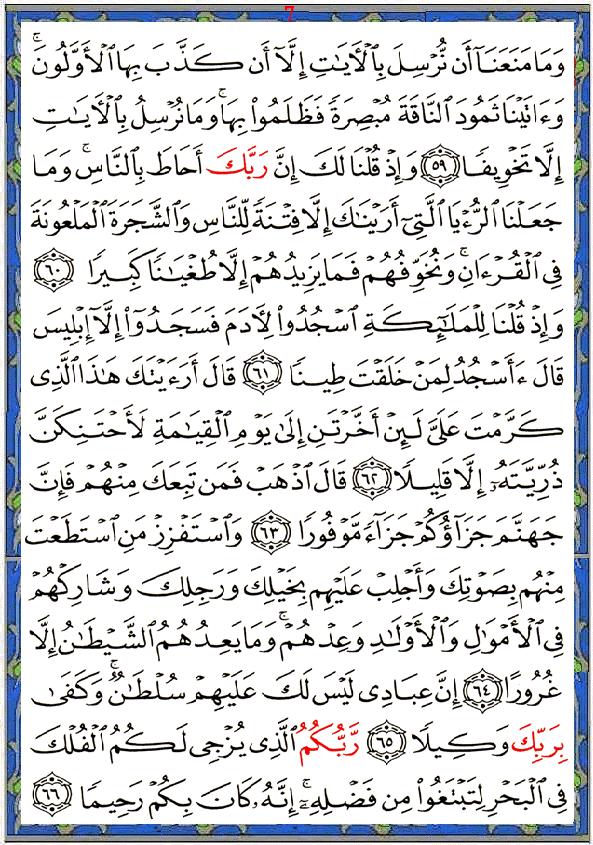 7
وَمَا مَنَعَنَآ أَن نُّرۡسِلَ بِٱلۡأٓيَٰتِ إِلَّآ أَن كَذَّبَ بِهَا ٱلۡأَوَّلُونَۚ
وَءَاتَيۡنَا ثَمُودَ ٱلنَّاقَةَ مُبۡصِرَةٗ فَظَلَمُواْ بِهَاۚ وَمَا نُرۡسِلُ بِٱلۡأٓيَٰتِ
إِلَّا تَخۡوِيفٗا ٥٩ وَإِذۡ قُلۡنَا لَكَ إِنَّ رَبَّكَ أَحَاطَ بِٱلنَّاسِۚ وَمَا
جَعَلۡنَا ٱلرُّءۡيَا ٱلَّتِيٓ أَرَيۡنَٰكَ إِلَّا فِتۡنَةٗ لِّلنَّاسِ وَٱلشَّجَرَةَ ٱلۡمَلۡعُونَةَ
فِي ٱلۡقُرۡءَانِۚ وَنُخَوِّفُهُمۡ فَمَا يَزِيدُهُمۡ إِلَّا طُغۡيَٰنٗا كَبِيرٗا ٦٠
وَإِذۡ قُلۡنَا لِلۡمَلَٰٓئِكَةِ ٱسۡجُدُواْ لِأٓدَمَ فَسَجَدُوٓاْ إِلَّآ إِبۡلِيسَ
قَالَ ءَأَسۡجُدُ لِمَنۡ خَلَقۡتَ طِينٗا ٦١ قَالَ أَرَءَيۡتَكَ هَٰذَا ٱلَّذِي
كَرَّمۡتَ عَلَيَّ لَئِنۡ أَخَّرۡتَنِ إِلَىٰ يَوۡمِ ٱلۡقِيَٰمَةِ لَأَحۡتَنِكَنَّ
ذُرِّيَّتَهُۥٓ إِلَّا قَلِيلٗا ٦٢ قَالَ ٱذۡهَبۡ فَمَن تَبِعَكَ مِنۡهُمۡ فَإِنَّ
جَهَنَّمَ جَزَآؤُكُمۡ جَزَآءٗ مَّوۡفُورٗا ٦٣ وَٱسۡتَفۡزِزۡ مَنِ ٱسۡتَطَعۡتَ
مِنۡهُم بِصَوۡتِكَ وَأَجۡلِبۡ عَلَيۡهِم بِخَيۡلِكَ وَرَجِلِكَ وَشَارِكۡهُمۡ
فِي ٱلۡأَمۡوَٰلِ وَٱلۡأَوۡلَٰدِ وَعِدۡهُمۡۚ وَمَا يَعِدُهُمُ ٱلشَّيۡطَٰنُ إِلَّا
غُرُورًا ٦٤ إِنَّ عِبَادِي لَيۡسَ لَكَ عَلَيۡهِمۡ سُلۡطَٰنٞۚ وَكَفَىٰ
بِرَبِّكَ وَكِيلٗا ٦٥ رَّبُّكُمُ ٱلَّذِي يُزۡجِي لَكُمُ ٱلۡفُلۡكَ
فِي ٱلۡبَحۡرِ لِتَبۡتَغُواْ مِن فَضۡلِهِۦٓۚ إِنَّهُۥ كَانَ بِكُمۡ رَحِيمٗا ٦٦